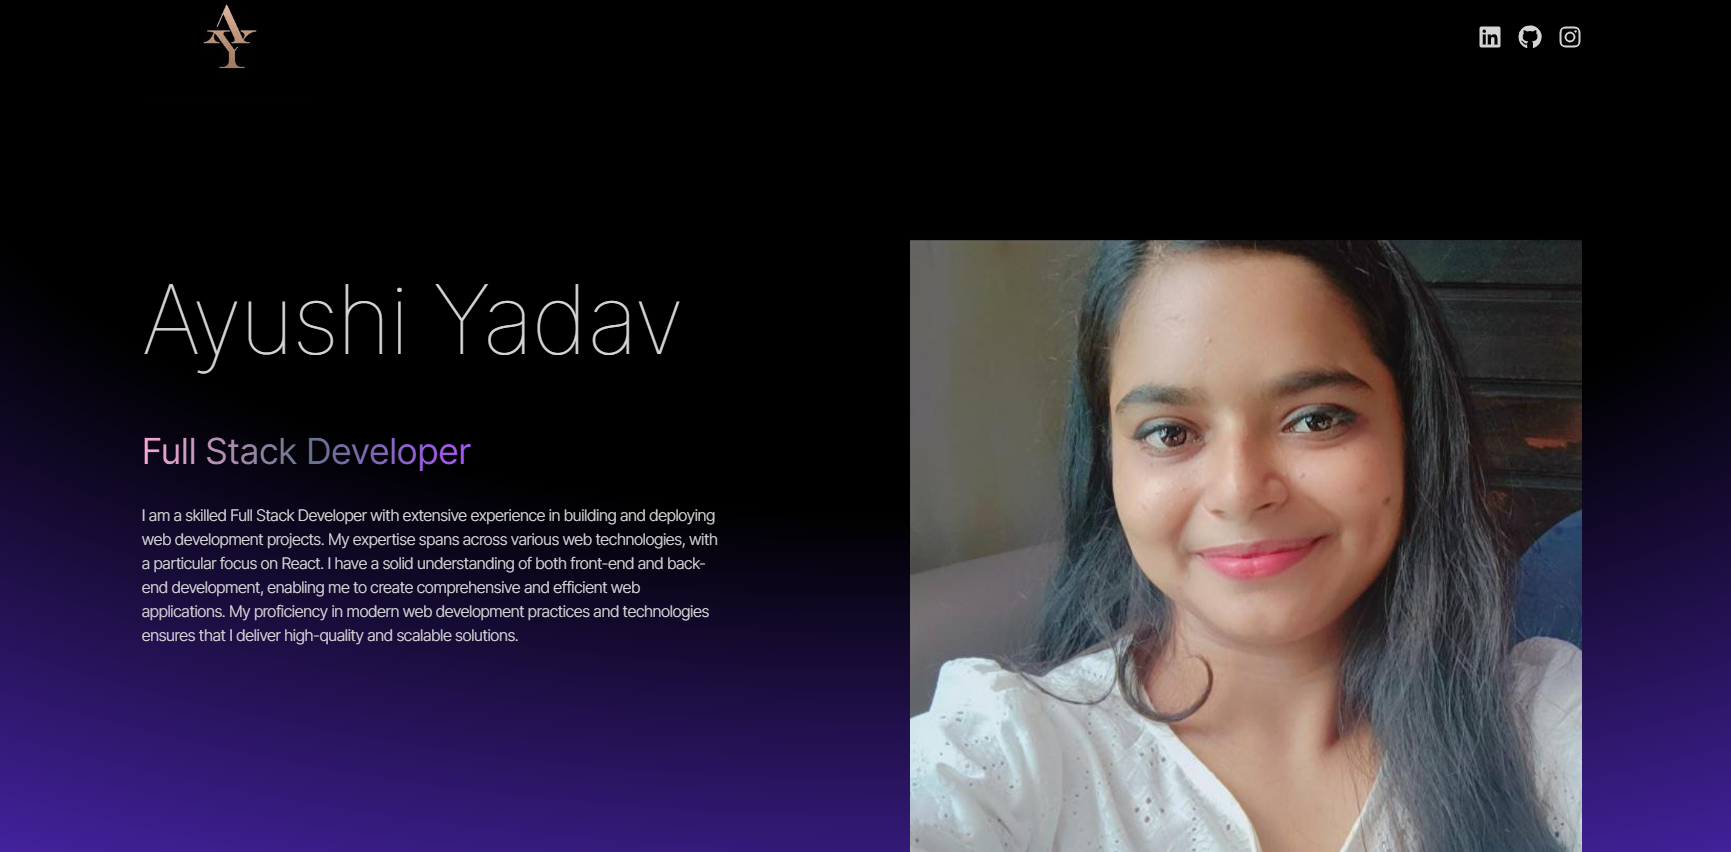 AY
Ayushi Yadav
Full Stack Developer
I am a skilled Full Stack Developer with extensive experience in building and deploying
web development projects. My expertise spans across various web technologies, with
a particular focus on React. I have a solid understanding of both front-end and back-
end development, enabling me to create comprehensive and efficient web
applications. My proficiency in modern web development practices and technologies
ensures that I deliver high-quality and scalable solutions.